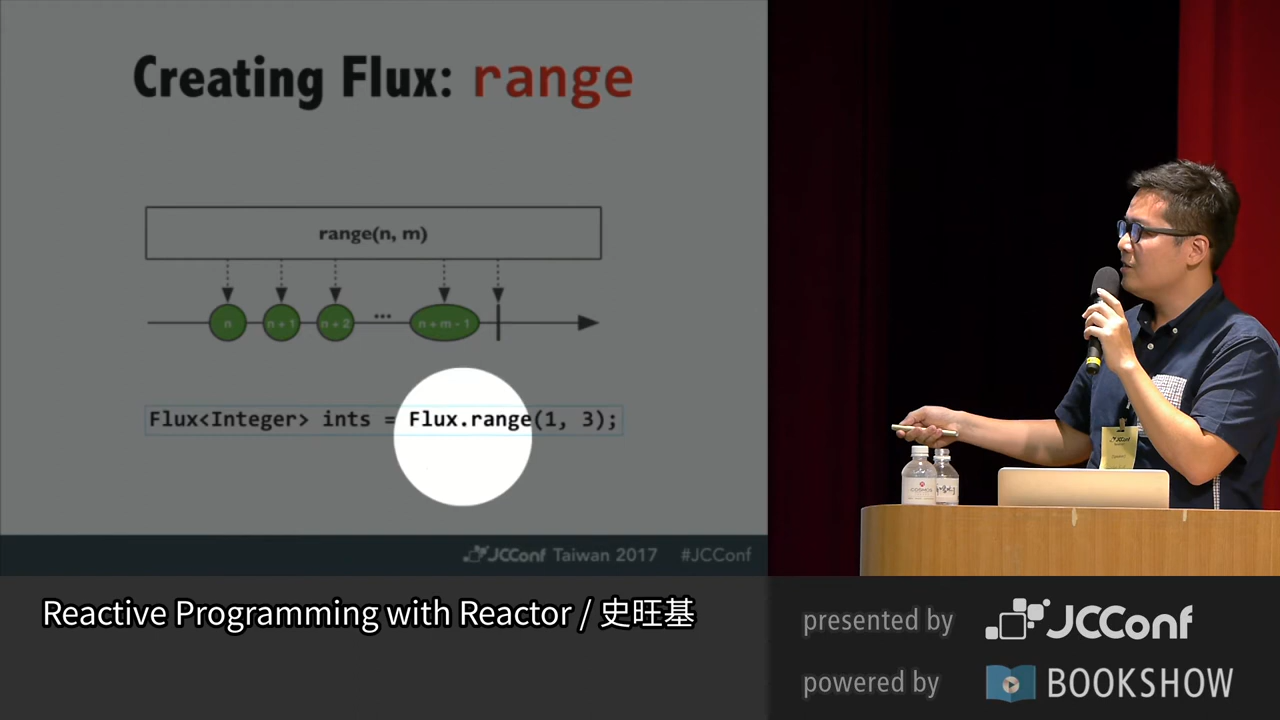 Creating Flux: range
range(n, m)
n n + 1 n + 2 ... n + m - 1
Flux<Integer> ints = Flux.range(1, 3);
JCConf Taiwan 2017 #JCConf
Reactive Programming with Reactor / 史旺基
presented by JCConf
powered by BOOKSHOW